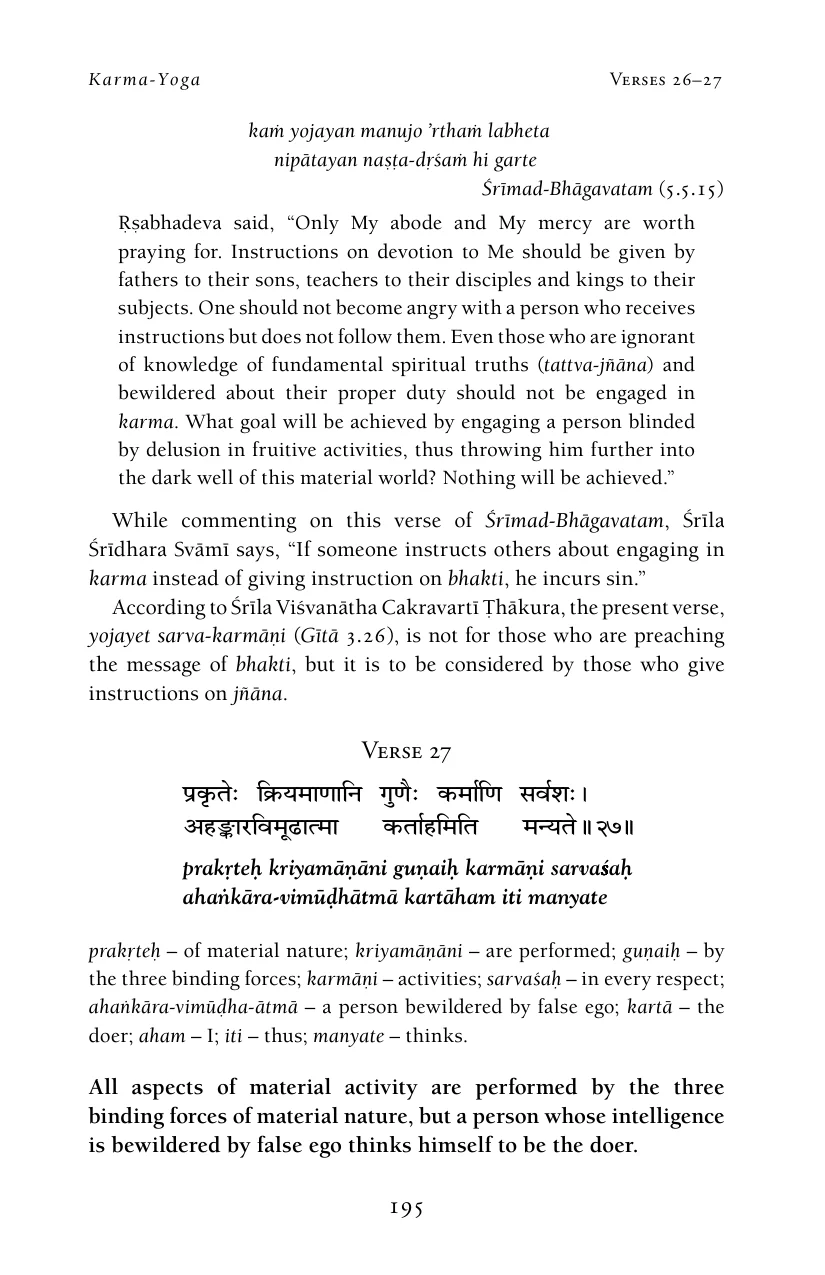 Karma-Yoga Verses 26–27
kaṁ yojayan manujo ’rthaṁ labheta
nipātayan naṣṭa-dṛśaṁ hi garte
Śrīmad-Bhāgavatam (5.5.15)
Ṛṣabhadeva said, “Only My abode and My mercy are worth
praying for. Instructions on devotion to Me should be given by
fathers to their sons, teachers to their disciples and kings to their
subjects. One should not become angry with a person who receives
instructions but does not follow them. Even those who are ignorant
of knowledge of fundamental spiritual truths (tattva-jñāna) and
bewildered about their proper duty should not be engaged in
karma. What goal will be achieved by engaging a person blinded
by delusion in fruitive activities, thus throwing him further into
the dark well of this material world? Nothing will be achieved.”
While commenting on this verse of Śrīmad-Bhāgavatam, Śrīla
Śrīdhara Svāmī says, “If someone instructs others about engaging in
karma instead of giving instruction on bhakti, he incurs sin.”
According to Śrīla Viśvanātha Cakravartī Ṭhākura, the present verse,
yojayet sarva-karmāṇi (Gītā 3.26), is not for those who are preaching
the message of bhakti, but it is to be considered by those who give
instructions on jñāna.
Verse 27
प्रकृतेः क्रियमाणानि गुणैः कर्माणि सर्वशः।
अहङ्कारविमूढात्मा कर्ताहमिति मन्यते॥२७॥
prakṛteḥ kriyamāṇāni guṇaiḥ karmāṇi sarvaśaḥ
ahaṅkāra-vimūḍhātmā kartāham iti manyate
prakṛteḥ – of material nature; kriyamāṇāni – are performed; guṇaiḥ – by
the three binding forces; karmāṇi – activities; sarvaśaḥ – in every respect;
ahaṅkāra-vimūḍha-ātmā – a person bewildered by false ego; kartā – the
doer; aham – I; iti – thus; manyate – thinks.
All aspects of material activity are performed by the three
binding forces of material nature, but a person whose intelligence
is bewildered by false ego thinks himself to be the doer.
195